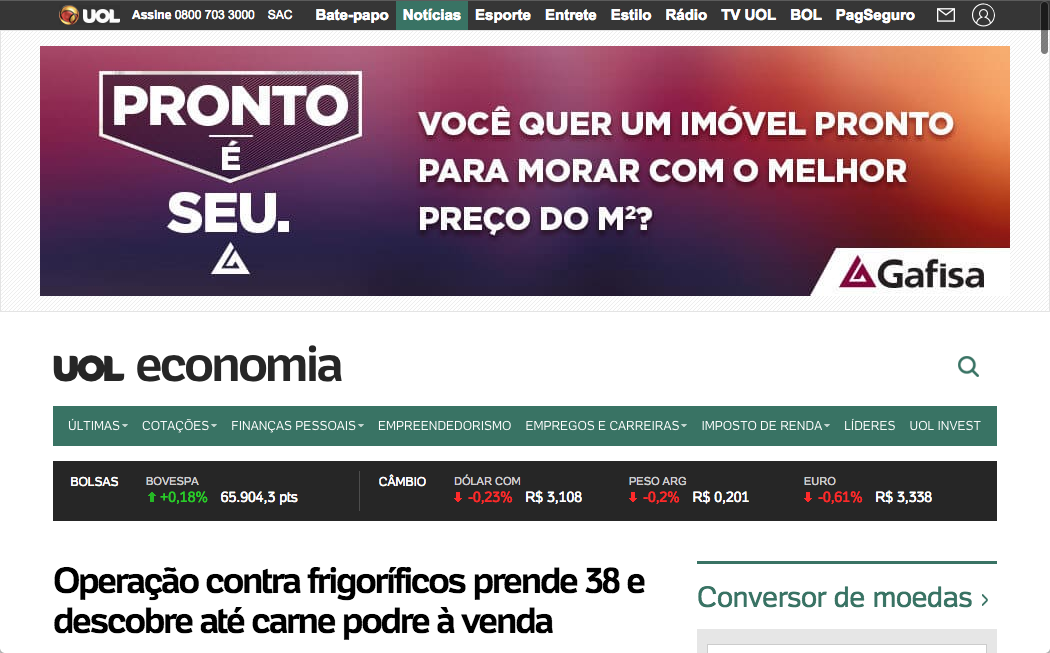 UOL Assine 0800 703 3000 SAC Bate-papo Notícias Esporte Entrete Estilo Rádio TV UOL BOL PagSeguro
PRONTO
É
SEU.
VOCÊ QUER UM IMÓVEL PRONTO
PARA MORAR COM O MELHOR
PREÇO DO M²?
Gafisa
UOL economia
ÚLTIMAS COTAÇÕES FINANÇAS PESSOAIS EMPREENDEDORISMO EMPREGOS E CARREIRAS IMPOSTO DE RENDA LÍDERES UOL INVEST
BOLSAS BOVESPA CÂMBIO DÓLAR COM PESO ARG EURO
+0,18% 65.904,3 pts -0,23% R$ 3,108 -0,2% R$ 0,201 -0,61% R$ 3,338
Operação contra frigoríficos prende 38 e
descobre até carne podre à venda
Conversor de moedas ›